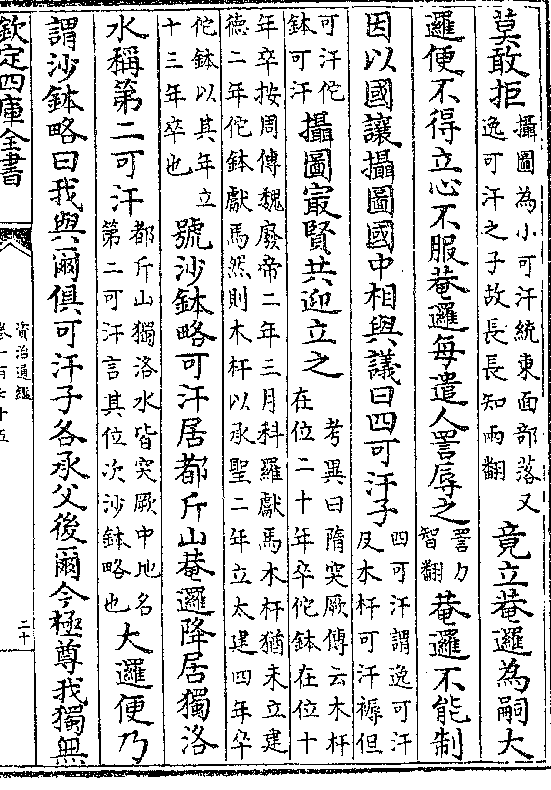 莫敢拒攝圖為小可汗統東面部落又逸可汗之子故長長知兩翻竟立菴邏為嗣大
邏便不得立心不服菴邏每遣人詈辱之詈力智翻菴邏不能制
因以國讓攝圖國中相與議曰四可汗子四可汗謂逸可汗及木杆可汗褥但
可汗佗鉢可汗攝圖㝡賢共迎立之考異曰隋突厥傳云木杆在位二十年卒佗鉢在位十
年卒按周傳魏廢帝二年三月科羅獻馬木杆猶未立建
德二年佗鉢獻馬然則木杆以承聖二年立太建四年卒
佗鉢以其年立十三年卒也號沙鉢略可汗居都斤山菴邏降居獨洛
水稱第二可汗都斤山獨洛水皆突厥中地名第二可汗言其位次沙鉢略也大邏便乃
謂沙鉢略曰我與爾俱可汗子各承父後爾今極尊我獨無
欽定四庫全書
資治通鑑
卷一百七十五
二十